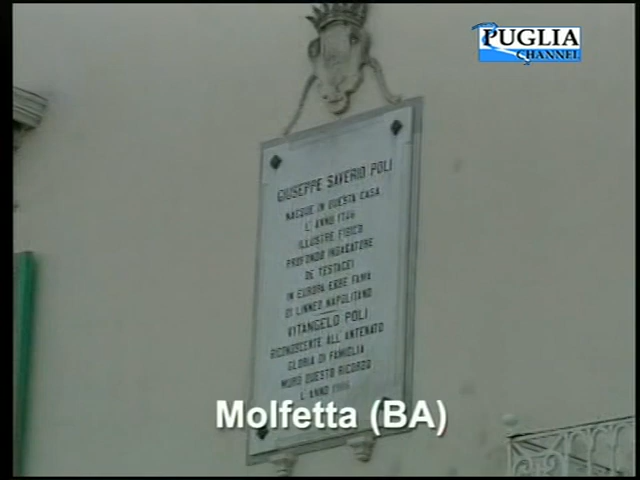 PUGLIA
CHANNEL
GIUSEPPE SAVERIO POLI
NACQUE IN QUESTA CASA
L'ANNO 1746
ILLUSTRE FISICO
PROFONDO INDAGATORE
DE TESTACEI
IN EUROPA EBBE FAMA
DI LINNEO NAPOLITANO
VITANGELO POLI
RICONOSCENTE ALL'ANTENATO
GLORIA DI FAMIGLIA
MURÒ QUESTO RICORDO
L'ANNO
Molfetta (BA)